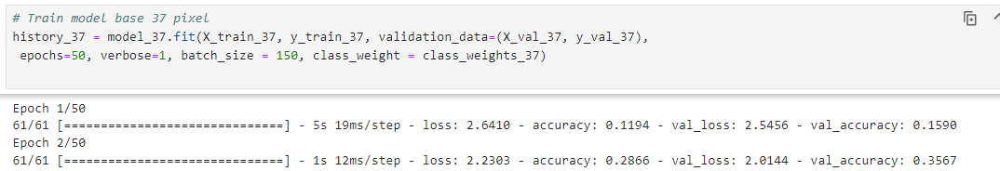 # Train model base 37 pixel
history_37 = model_37.fit(X_train_37, y_train_37, validation_data=(X_val_37, y_val_37),
 epochs=50, verbose=1, batch_size = 150, class_weight = class_weights_37)
Epoch 1/50
61/61 [==============================] - 5s 19ms/step - loss: 2.6410 - accuracy: 0.1194 - val_loss: 2.5456 - val_accuracy: 0.1590
Epoch 2/50
61/61 [==============================] - 1s 12ms/step - loss: 2.2303 - accuracy: 0.2866 - val_loss: 2.0144 - val_accuracy: 0.3567